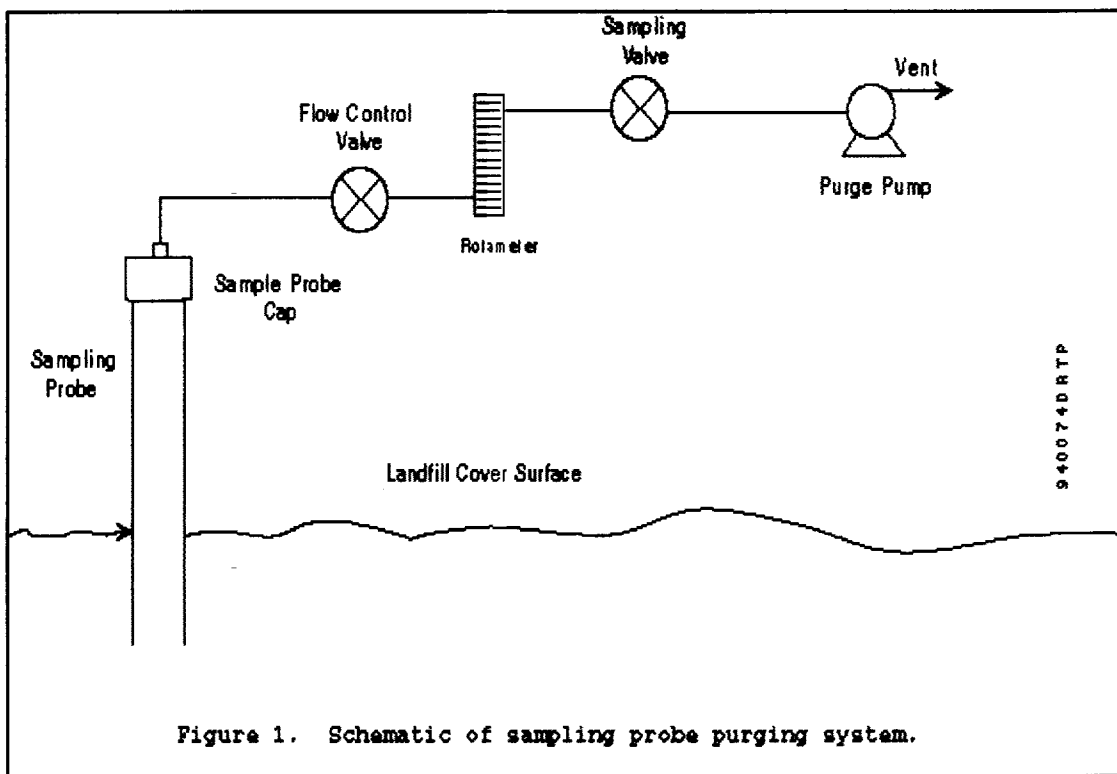 Sampling
Valve
Vent
Flow Control
Valve
Purge Pump
Rotameter
Sample Probe
Cap
Sampling
Probe
940074DRTP
Landfill Cover Surface
Figure 1. Schematic of sampling probe purging system.